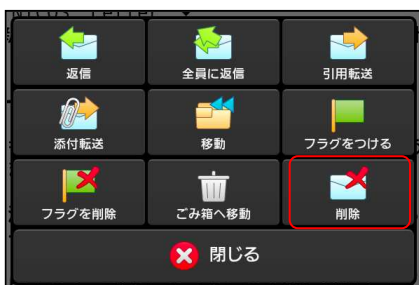 返信
全員に返信
引用転送
添付転送
移動
フラグをつける
フラグを削除
ごみ箱へ移動
削除
閉じる